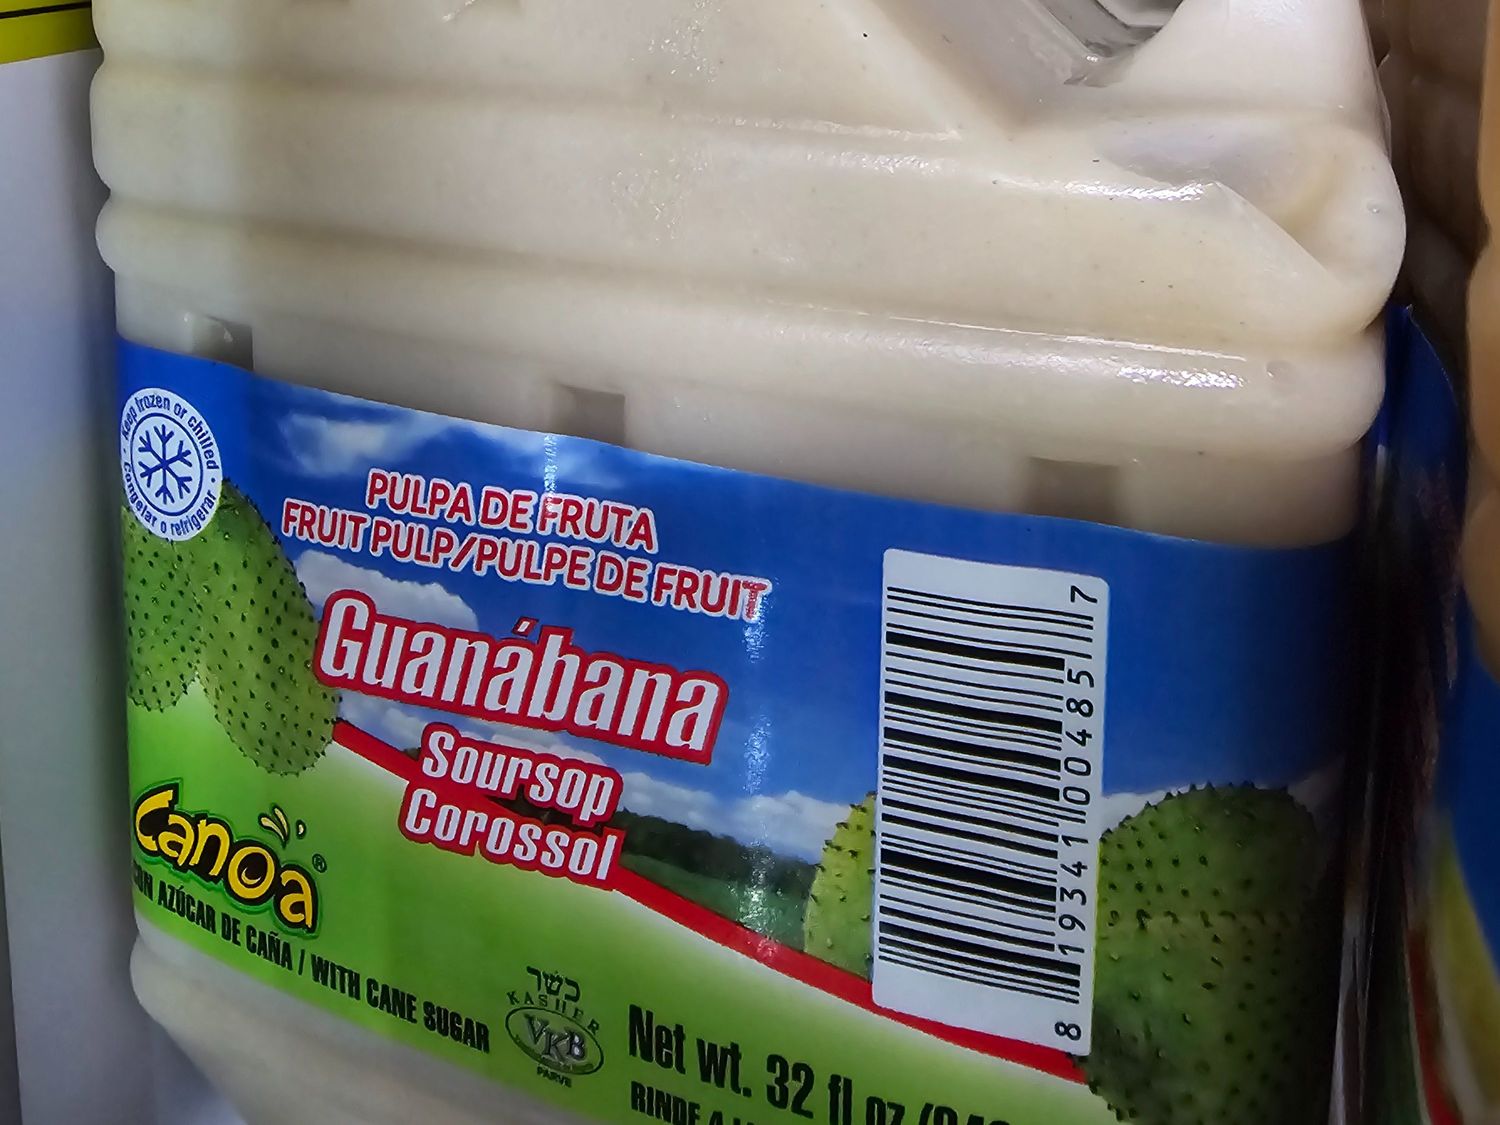 Keep frozen or chilled
Congelar o refrigerar
PULPA DE FRUTA
FRUIT PULP/PULPE DE FRUIT
Guanábana
Soursop
Corossol
Canoa®
CON AZÚCAR DE CAÑA / WITH CANE SUGAR
כשר
KASHER
VKB
PARVE
Net wt. 32 fl oz
RINDE 4
8 19341 00485 7